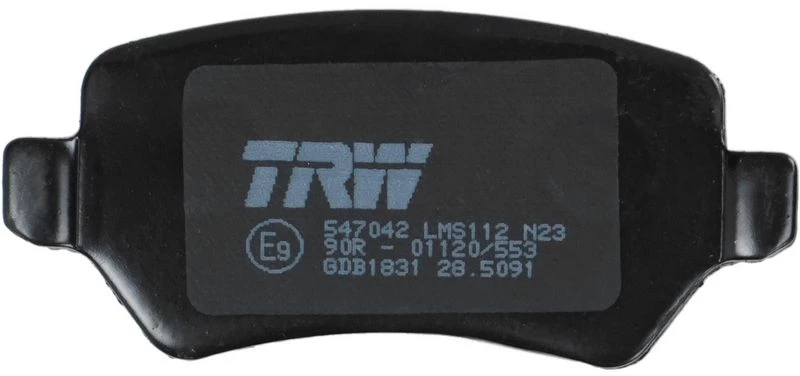 TRW
E9
547042 LMS112 N23
90R - 01120/553
GDB1831 28.5091